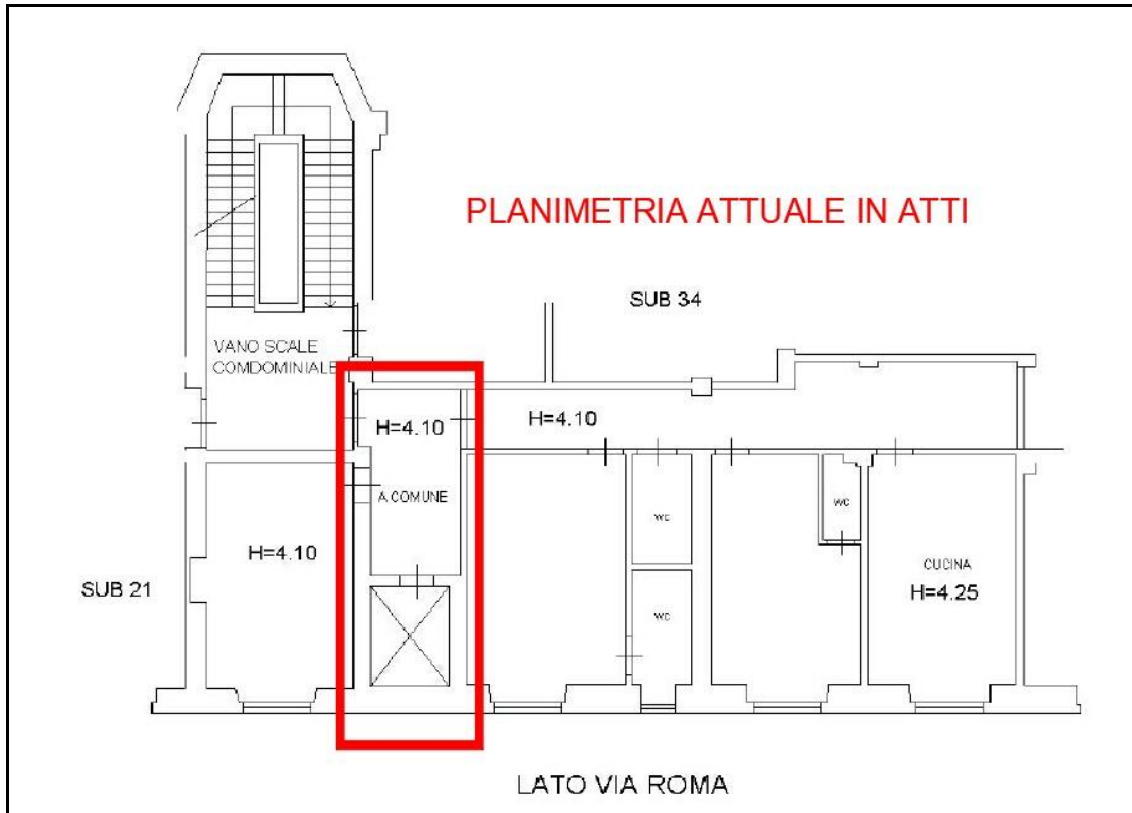 PLANIMETRIA ATTUALE IN ATTI
SUB 34
VANO SCALE
COMDOMINIALE
H=4.10
H=4.10
A.COMUNE
WC
WC
H=4.10
CUCINA
H=4.25
SUB 21
WC
LATO VIA ROMA